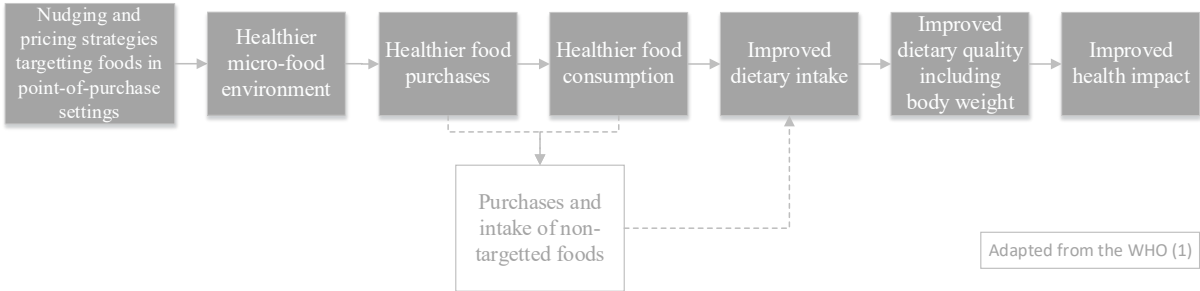 Nudging and
pricing strategies
targetting foods in
point-of-purchase
settings
Healthier
micro-food
environment
Healthier food
purchases
Healthier food
consumption
Improved
dietary intake
Improved
dietary quality
including
body weight
Improved
health impact
Purchases and
intake of non-
targetted foods
Adapted from the WHO (1)